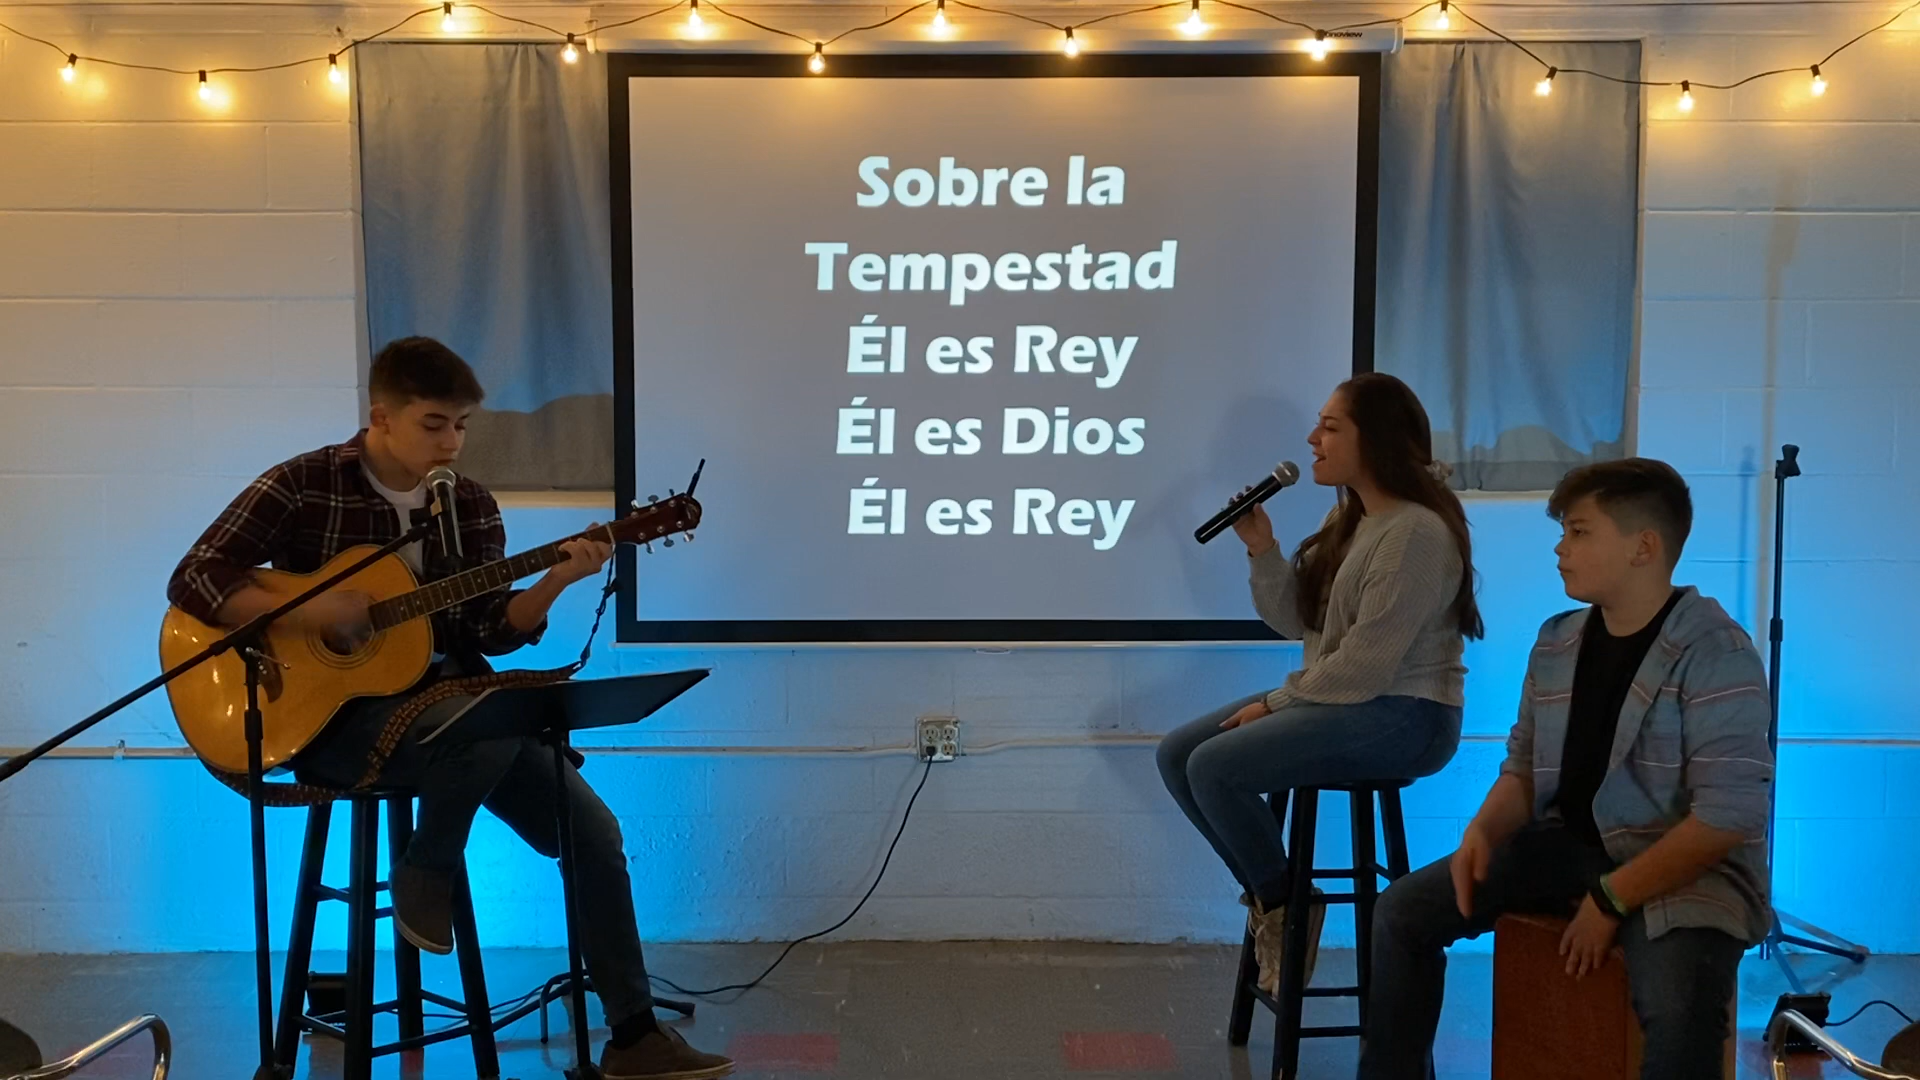 Sobre la
Tempestad
Él es Rey
Él es Dios
Él es Rey